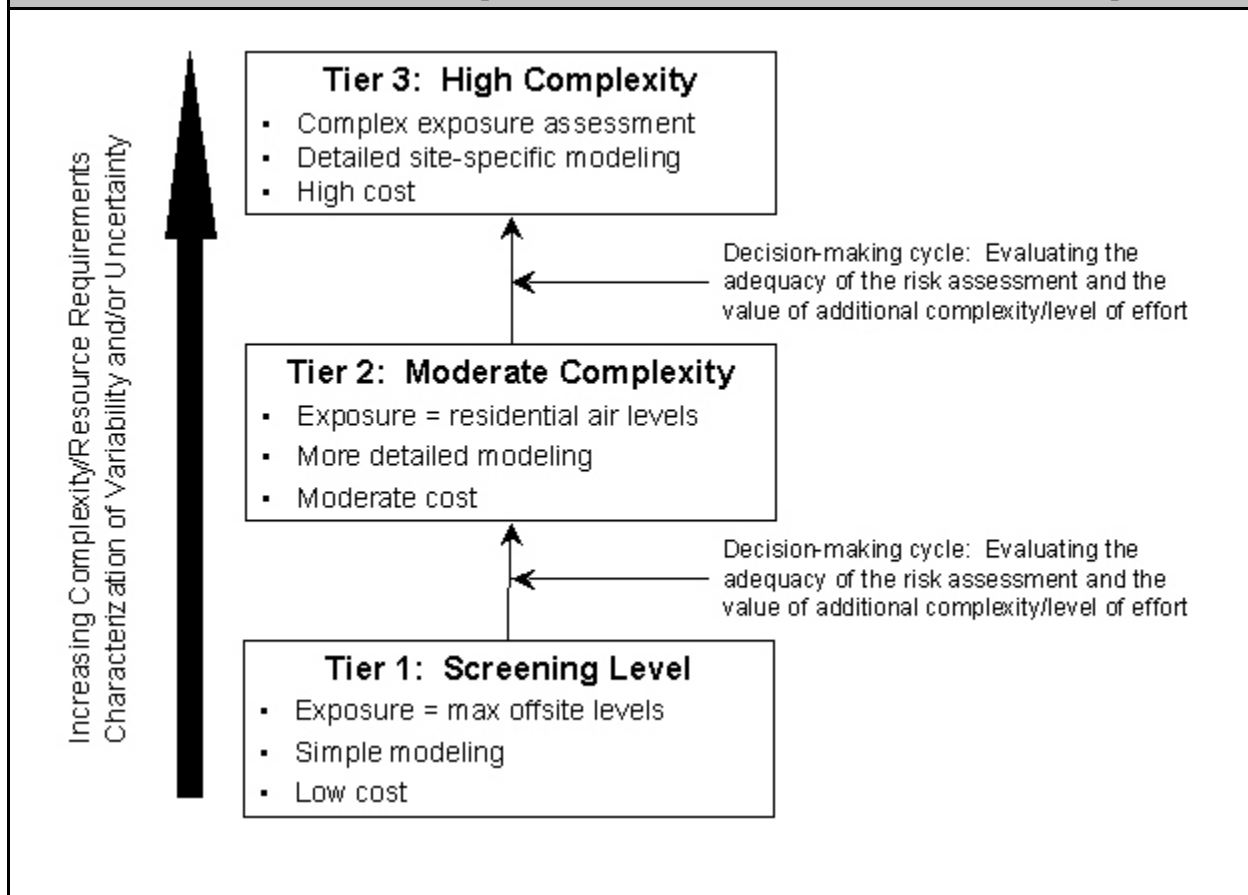 Increasing Complexity/Resource Requirements
Characterization of Variability and/or Uncertainty
Tier 3: High Complexity
▪ Complex exposure assessment
▪ Detailed site-specific modeling
▪ High cost
Decision-making cycle: Evaluating the
adequacy of the risk assessment and the
value of additional complexity/level of effort
Tier 2: Moderate Complexity
▪ Exposure = residential air levels
▪ More detailed modeling
▪ Moderate cost
Decision-making cycle: Evaluating the
adequacy of the risk assessment and the
value of additional complexity/level of effort
Tier 1: Screening Level
▪ Exposure = max offsite levels
▪ Simple modeling
▪ Low cost